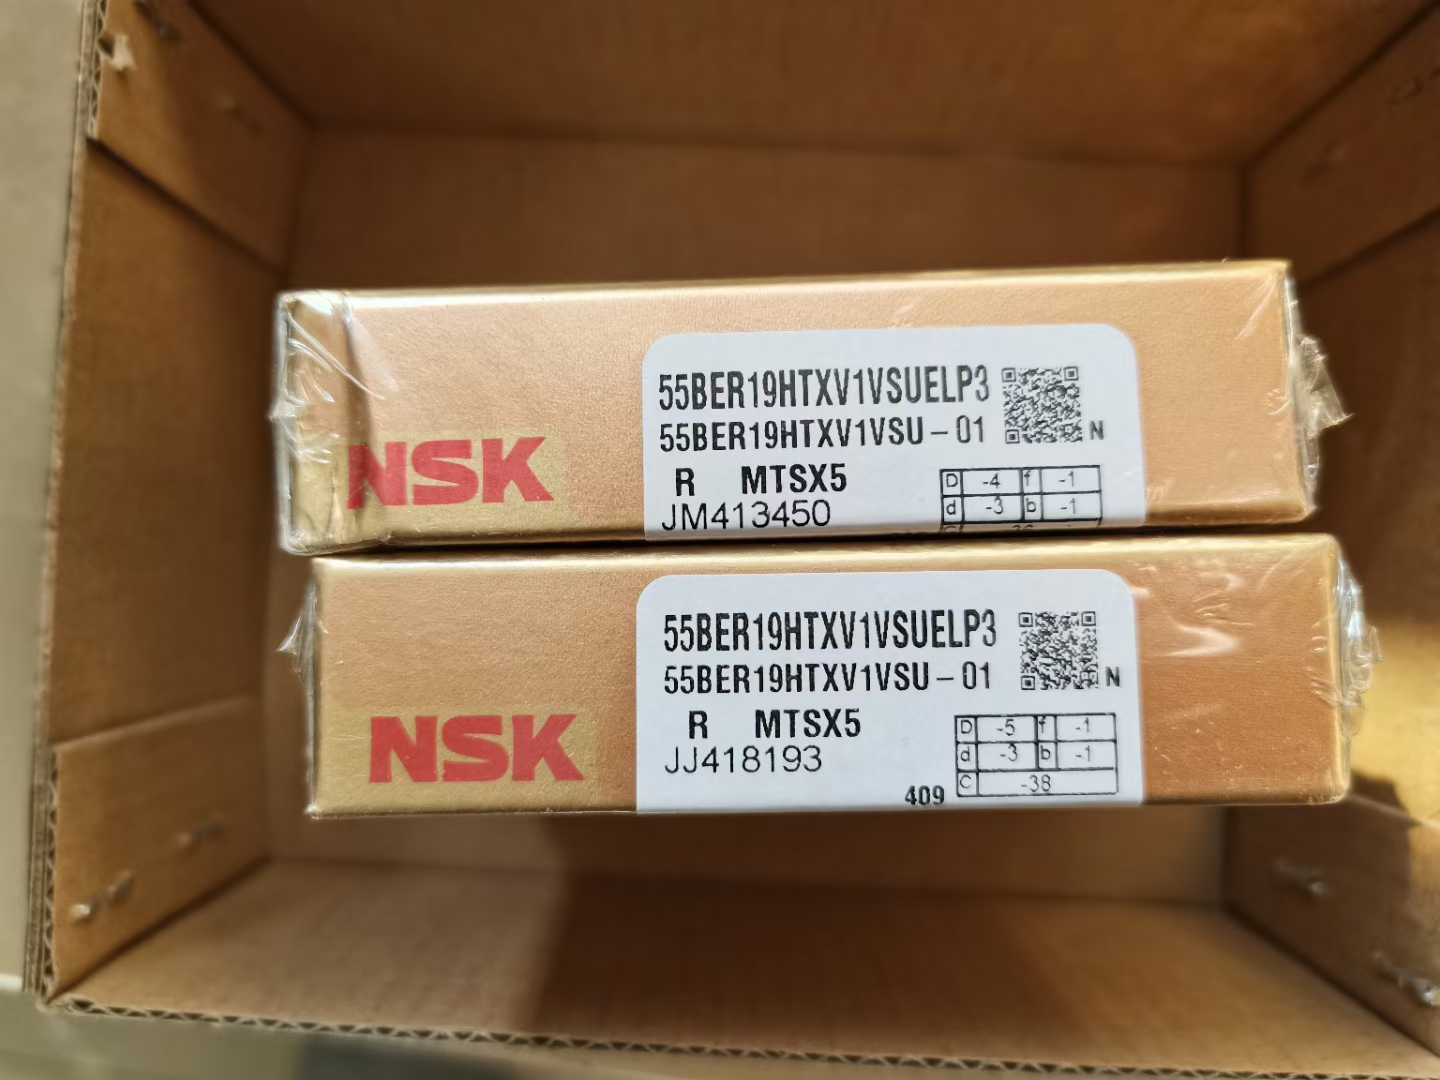 NSK
55BER19HTXV1VSUELP3
55BER19HTXV1VSU-01
N
R MTSX5
JM413450
D -4 f -1
d -3 b -1
NSK
55BER19HTXV1VSUELP3
55BER19HTXV1VSU-01
N
R MTSX5
JJ418193
D -5 f -1
d -3 b -1
C -38
409